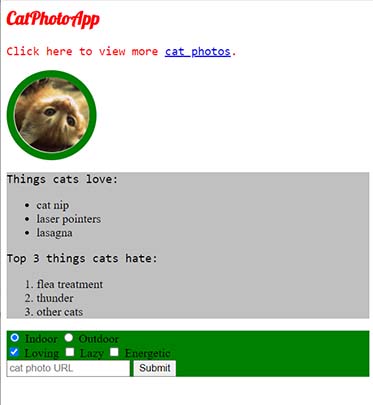 CatPhotoApp
Click here to view more cat photos.
Things cats love:
cat nip
laser pointers
lasagna
Top 3 things cats hate:
1. flea treatment
2. thunder
3. other cats
Indoor Outdoor
Loving Lazy Energetic
cat photo URL Submit